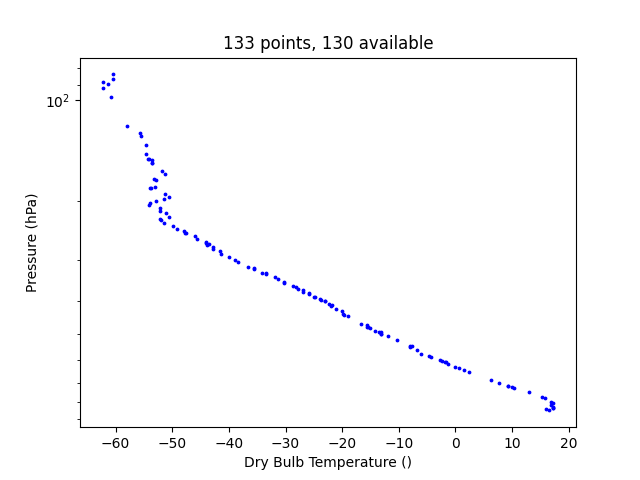 133 points, 130 available
10²
Pressure (hPa)
−60 −50 −40 −30 −20 −10 0 10 20
Dry Bulb Temperature ()